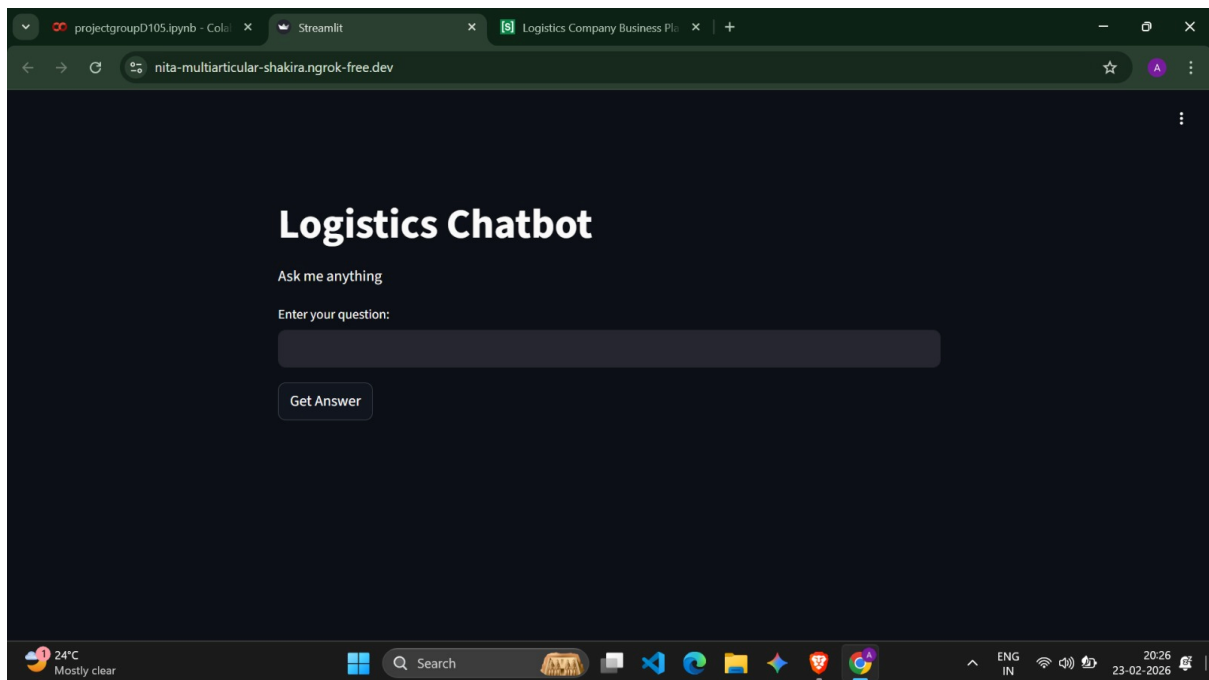 projectgroupD105.ipynb - Cola
Streamlit
[S] Logistics Company Business Pla
nita-multiarticular-shakira.ngrok-free.dev
A
Logistics Chatbot
Ask me anything
Enter your question:
Get Answer
1
24°C
Mostly clear
Search
A
ENG
IN
20:26
23-02-2026